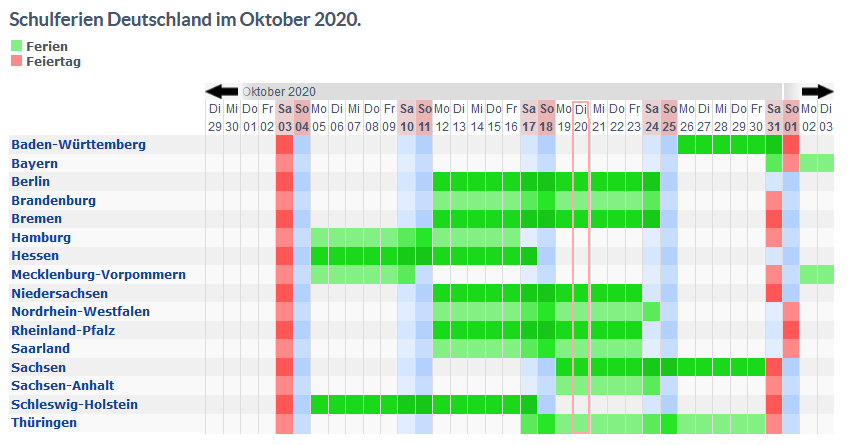 Schulferien Deutschland im Oktober 2020.
Ferien
Feiertag
Oktober 2020
Di Mi Do Fr Sa So Mo Di Mi Do Fr Sa So Mo Di Mi Do Fr Sa So Mo Di Mi Do Fr Sa So Mo Di Mi Do Fr Sa So Mo Di
29 30 01 02 03 04 05 06 07 08 09 10 11 12 13 14 15 16 17 18 19 20 21 22 23 24 25 26 27 28 29 30 31 01 02 03
Baden-Württemberg
Bayern
Berlin
Brandenburg
Bremen
Hamburg
Hessen
Mecklenburg-Vorpommern
Niedersachsen
Nordrhein-Westfalen
Rheinland-Pfalz
Saarland
Sachsen
Sachsen-Anhalt
Schleswig-Holstein
Thüringen